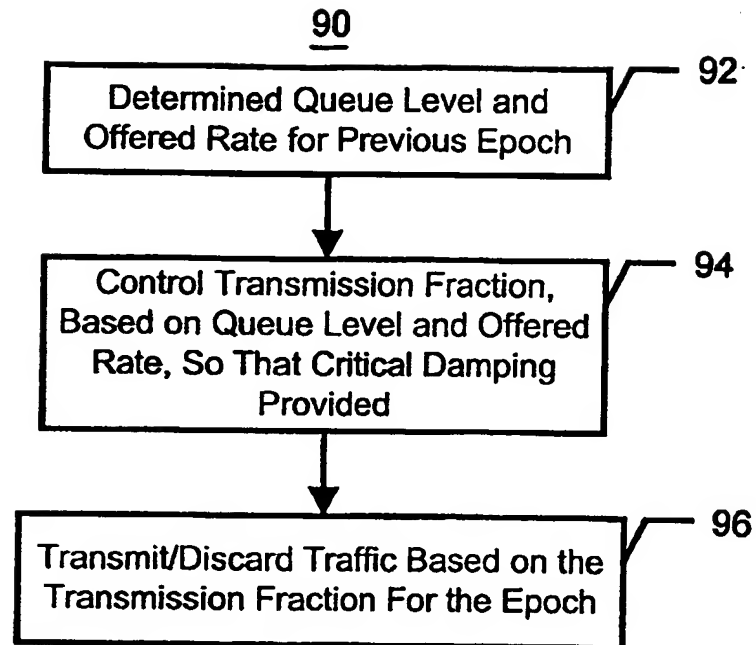 90
92
Determined Queue Level and
Offered Rate for Previous Epoch
94
Control Transmission Fraction,
Based on Queue Level and Offered
Rate, So That Critical Damping
Provided
96
Transmit/Discard Traffic Based on the
Transmission Fraction For the Epoch